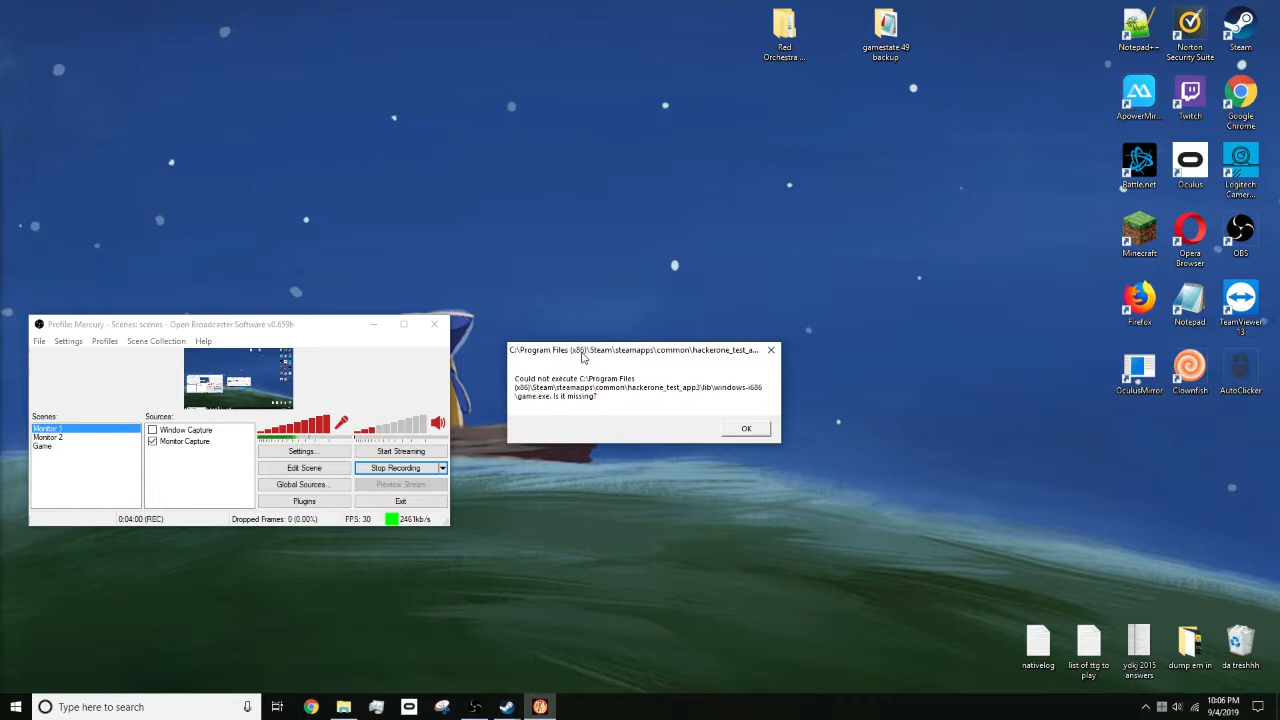 Red
Orchestra ...
gamestate 49
backup
Notepad++
Norton
Security Suite
Steam
ApowerMir...
Twitch
Google
Chrome
Battle.net
Oculus
Logitech
Camer...
Minecraft
Opera
Browser
OBS
Firefox
Notepad
TeamViewer
13
OculusMirror
Clownfish
AutoClicker
Profile: Mercury - Scenes: scenes - Open Broadcaster Software v0.659b
File Settings Profiles Scene Collection Help
Scenes:
Monitor 1
Monitor 2
Game
Sources:
Window Capture
Monitor Capture
Settings... Start Streaming
Edit Scene Stop Recording
Global Sources... Preview Stream
Plugins Exit
0:04:00 (REC) Dropped Frames: 0 (0.00%) FPS: 30 2461kb/s
C:\Program Files (x86)\Steam\steamapps\common\hackerone_test_a...
Could not execute C:\Program Files
(x86)\Steam\steamapps\common\hackerone_test_app3\lib\windows-i686
\game.exe. Is it missing?
OK
nativelog
list of ttg to
play
ydkj 2015
answers
dump em in
da treshhh
Type here to search
10:06 PM
9/4/2019